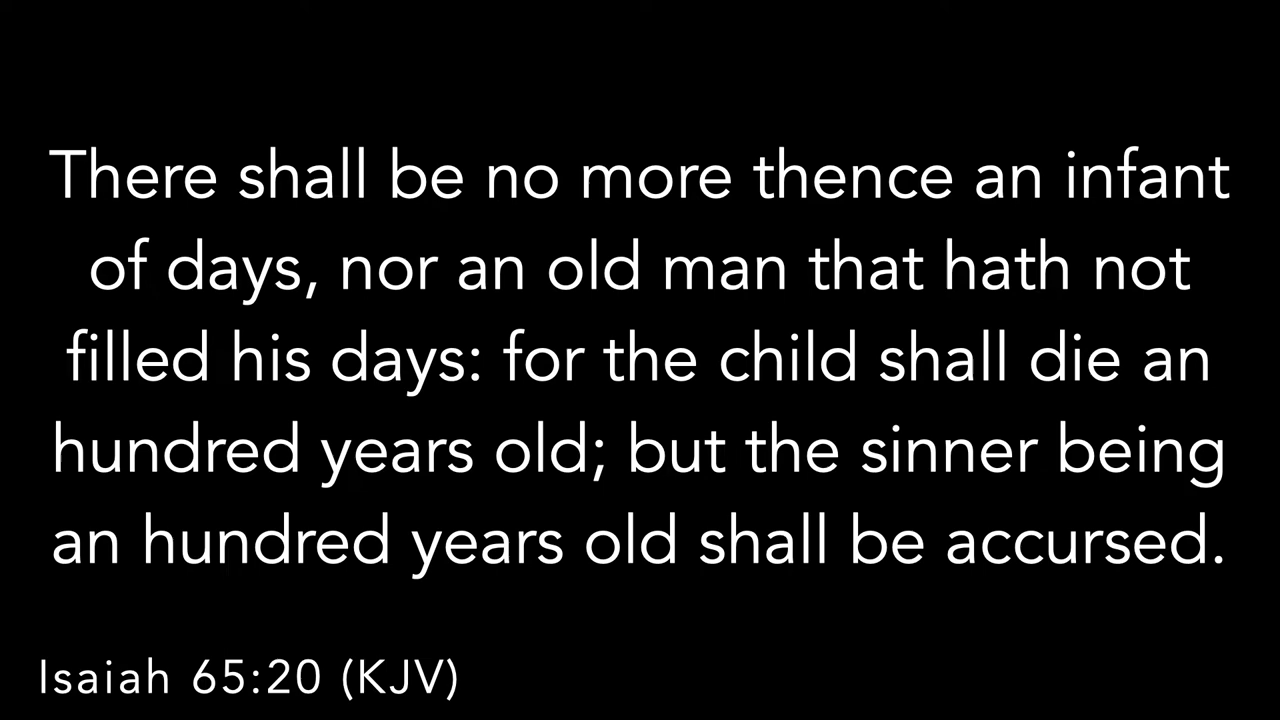 There shall be no more thence an infant
of days, nor an old man that hath not
filled his days: for the child shall die an
hundred years old; but the sinner being
an hundred years old shall be accursed.
Isaiah 65:20 (KJV)